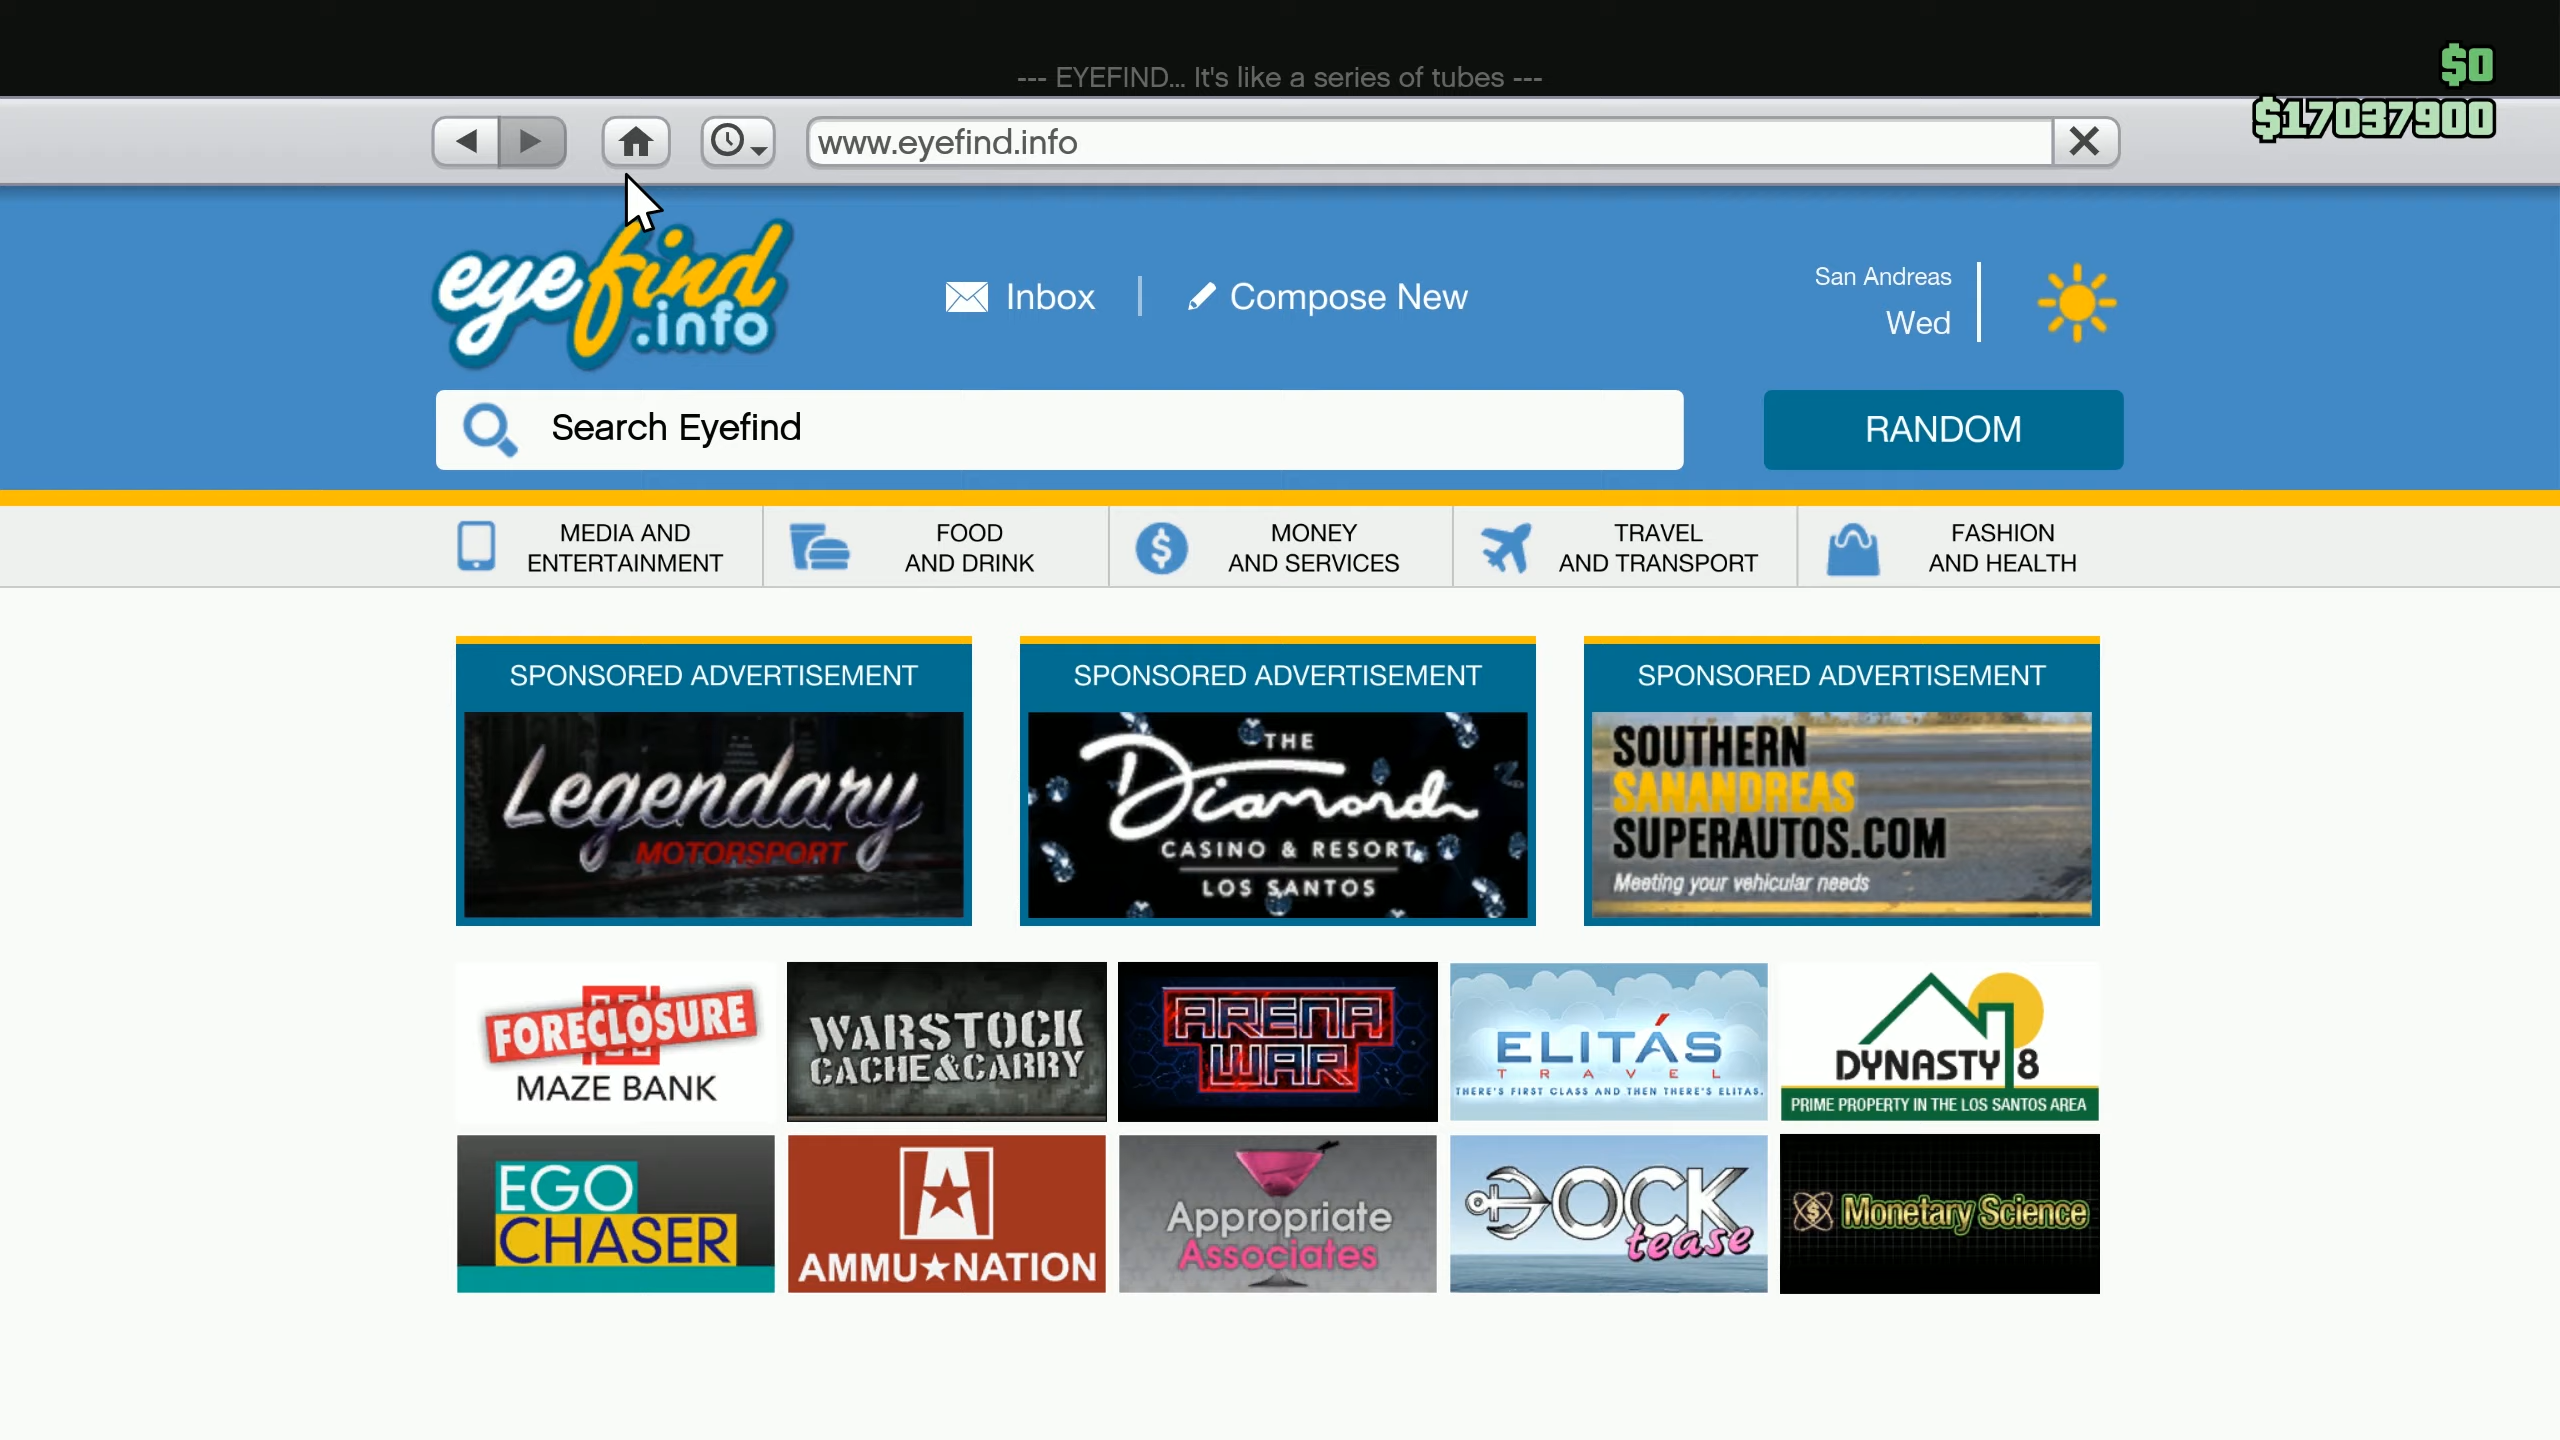 --- EYEFIND... It's like a series of tubes ---
$0
$17037900
www.eyefind.info
eyefind
.info
Inbox
Compose New
San Andreas
Wed
Search Eyefind
RANDOM
MEDIA AND
ENTERTAINMENT
FOOD
AND DRINK
MONEY
AND SERVICES
TRAVEL
AND TRANSPORT
FASHION
AND HEALTH
SPONSORED ADVERTISEMENT
Legendary
MOTORSPORT
SPONSORED ADVERTISEMENT
THE
Diamond
CASINO & RESORT
LOS SANTOS
SPONSORED ADVERTISEMENT
SOUTHERN
SANANDREAS
SUPERAUTOS.COM
Meeting your vehicular needs
FORECLOSURE
MAZE BANK
WARSTOCK
CACHE&CARRY
ARENA
WAR
ELITÁS
TRAVEL
THERE'S FIRST CLASS AND THEN THERE'S ELITAS.
DYNASTY 8
PRIME PROPERTY IN THE LOS SANTOS AREA
EGO
CHASER
AMMU★NATION
Appropriate
Associates
DOCK
tease
Monetary Science